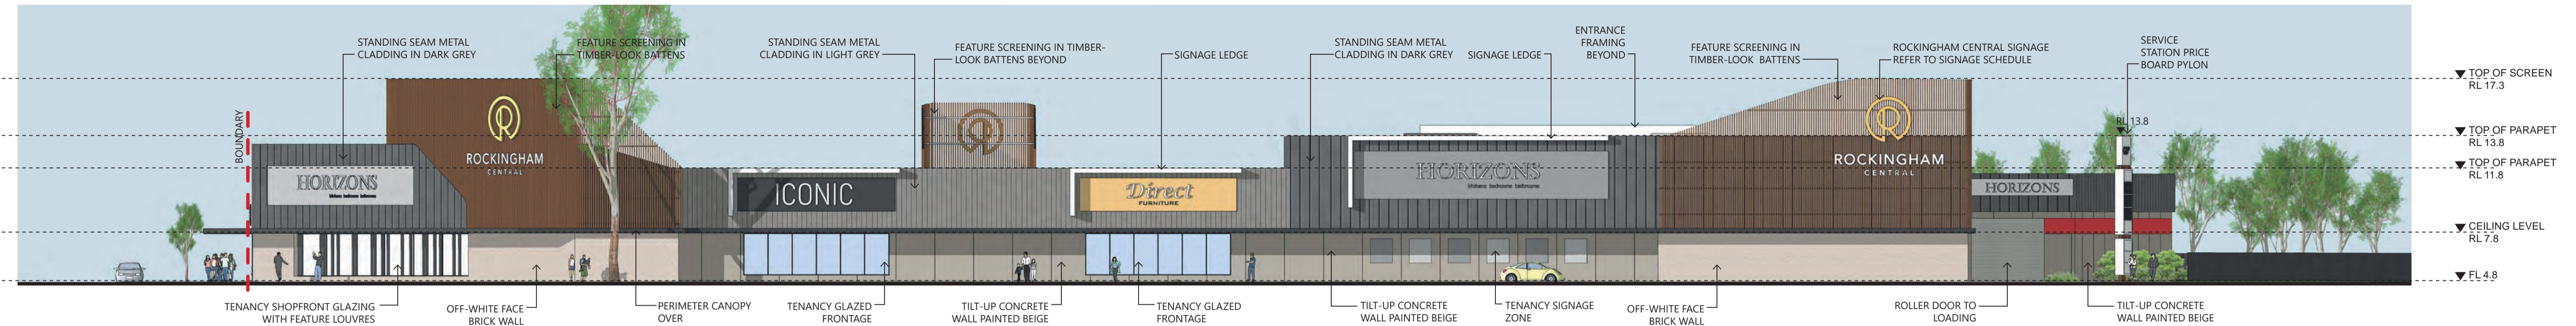 STANDING SEAM METAL
CLADDING IN DARK GREY
FEATURE SCREENING IN
TIMBER-LOOK BATTENS
STANDING SEAM METAL
CLADDING IN LIGHT GREY
FEATURE SCREENING IN TIMBER-
LOOK BATTENS BEYOND
SIGNAGE LEDGE
STANDING SEAM METAL
CLADDING IN DARK GREY
SIGNAGE LEDGE
ENTRANCE
FRAMING
BEYOND
FEATURE SCREENING IN
TIMBER-LOOK BATTENS
ROCKINGHAM CENTRAL SIGNAGE
REFER TO SIGNAGE SCHEDULE
SERVICE
STATION PRICE
BOARD PYLON
TOP OF SCREEN
RL 17.3
TOP OF PARAPET
RL 13.8
TOP OF PARAPET
RL 11.8
CEILING LEVEL
RL 7.8
FL 4.8
BOUNDARY
HORIZONS
kitchens bedrooms bathrooms
ROCKINGHAM
CENTRAL
ICONIC
Direct
FURNITURE
HORIZONS
kitchens bedrooms bathrooms
ROCKINGHAM
CENTRAL
HORIZONS
RL 13.8
TENANCY SHOPFRONT GLAZING
WITH FEATURE LOUVRES
OFF-WHITE FACE
BRICK WALL
PERIMETER CANOPY
OVER
TENANCY GLAZED
FRONTAGE
TILT-UP CONCRETE
WALL PAINTED BEIGE
TENANCY GLAZED
FRONTAGE
TILT-UP CONCRETE
WALL PAINTED BEIGE
TENANCY SIGNAGE
ZONE
OFF-WHITE FACE
BRICK WALL
ROLLER DOOR TO
LOADING
TILT-UP CONCRETE
WALL PAINTED BEIGE